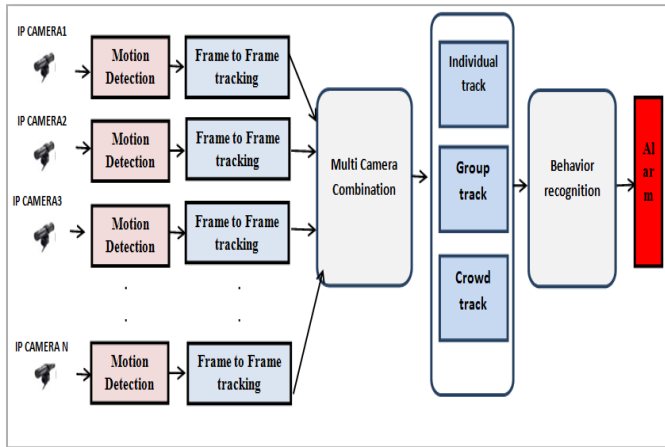 IP CAMERA1
Motion
Detection
Frame to Frame
tracking
IP CAMERA2
Motion
Detection
Frame to Frame
tracking
IP CAMERA3
Motion
Detection
Frame to Frame
tracking
IP CAMERA N
Motion
Detection
Frame to Frame
tracking
Multi Camera
Combination
Individual
track
Group
track
Crowd
track
Behavior
recognition
Al
ar
m